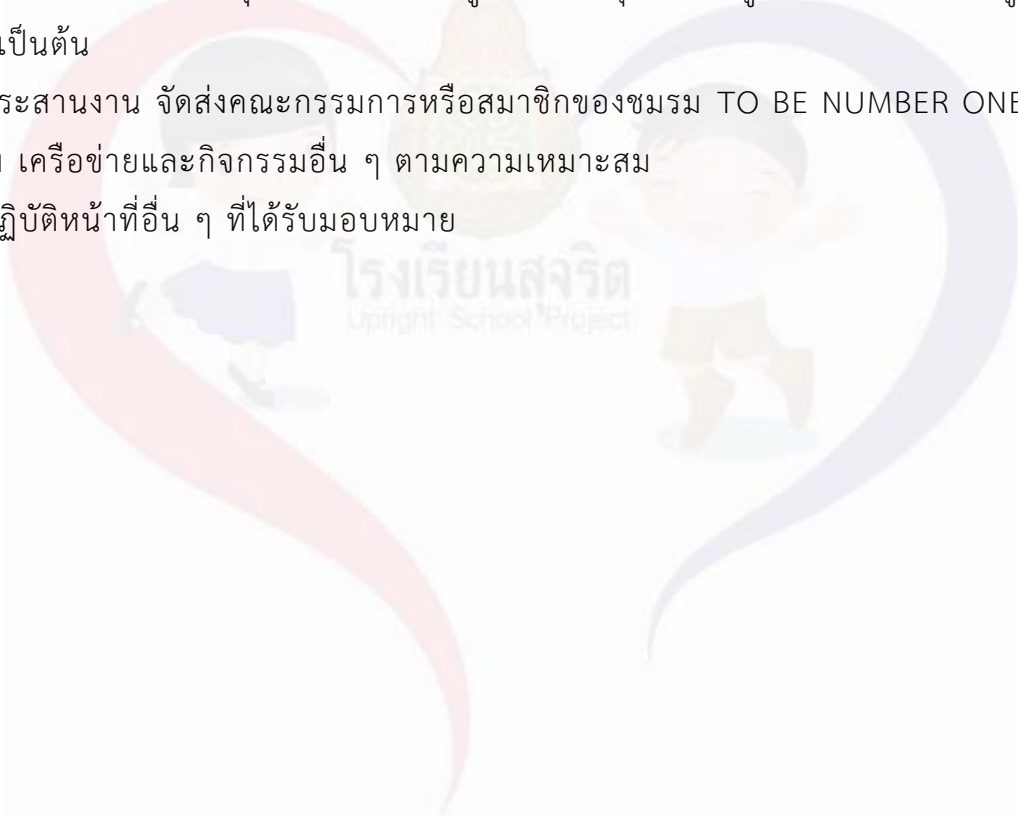 เป็นต้น
ระสานงาน จัดส่งคณะกรรมการหรือสมาชิกของชมรม TO BE NUMBER ONE
เครือข่ายและกิจกรรมอื่น ๆ ตามความเหมาะสม
ฏิบัติหน้าที่อื่น ๆ ที่ได้รับมอบหมาย
โรงเรียนสุจริต
Upright School Project